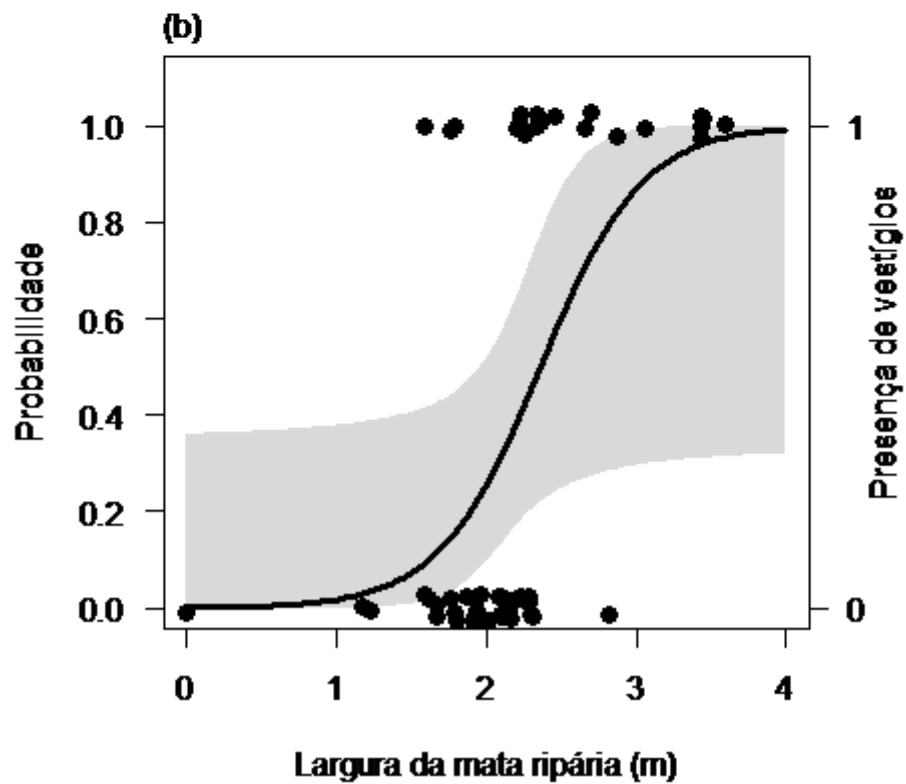 (b)
1.0
0.8
0.6
0.4
0.2
0.0
Probabilidade
1
0
Presença de vestígios
0 1 2 3 4
Largura da mata ripária (m)